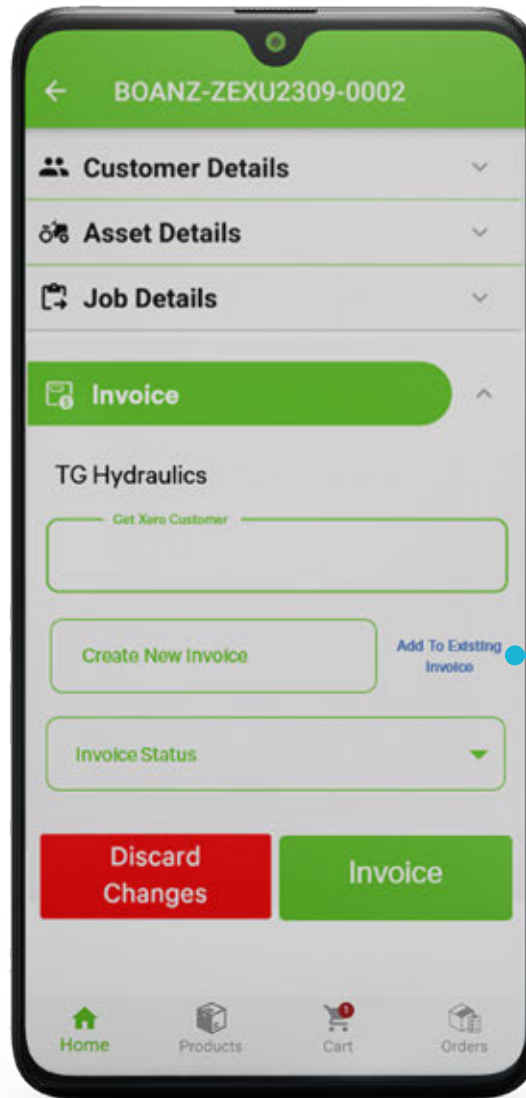 BOANZ-ZEXU2309-0002
Customer Details
Asset Details
Job Details
Invoice
TG Hydraulics
Get Xero Customer
Create New Invoice
Add To Existing
Invoice
Invoice Status
Discard
Changes
Invoice
1
Home
Products
Cart
Orders